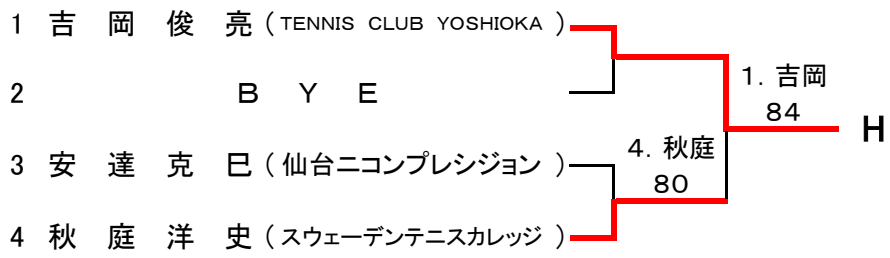 1 吉 岡 俊 亮 ( TENNIS CLUB YOSHIOKA )
2 B Y E
3 安 達 克 巳 ( 仙台ニコンプレシジョン )
4 秋 庭 洋 史 ( スウェーデンテニスカレッジ )
4. 秋庭
80
1. 吉岡
84
H